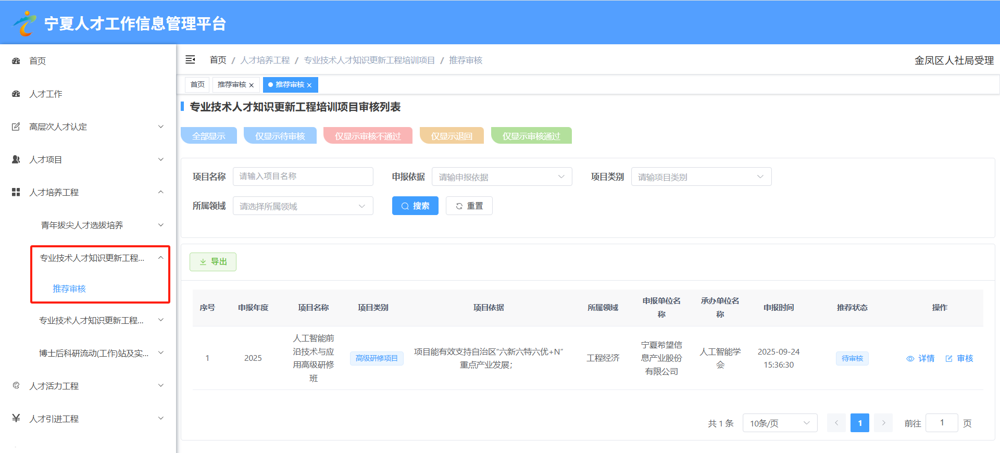 宁夏人才工作信息管理平台
首页
人才工作
高层次人才认定
人才项目
人才培养工程
青年拔尖人才选拔培养
专业技术人才知识更新工程...
推荐审核
专业技术人才知识更新工程...
博士后科研流动(工作)站及实...
人才活力工程
人才引进工程
首页 / 人才培养工程 / 专业技术人才知识更新工程培训项目 / 推荐审核
金凤区人社局受理
首页 推荐审核 推荐审核
专业技术人才知识更新工程培训项目审核列表
全部显示 仅显示待审核 仅显示审核不通过 仅显示退回 仅显示审核通过
项目名称 请输入项目名称 申报依据 请输申报依据 项目类别 请输项目类别
所属领域 请选择所属领域 搜索 重置
导出
序号 申报年度 项目名称 项目类别 项目依据 所属领域 申报单位名称 承办单位名称 申报时间 推荐状态 操作
1 2025 人工智能前沿技术与应用高级研修班 高级研修项目 项目能有效支持自治区“六新六特六优+N”重点产业发展； 工程经济 宁夏希望信息产业股份有限公司 人工智能学会 2025-09-24 15:36:30 待审核 详情 审核
共 1 条 10条/页 1 前往 1 页